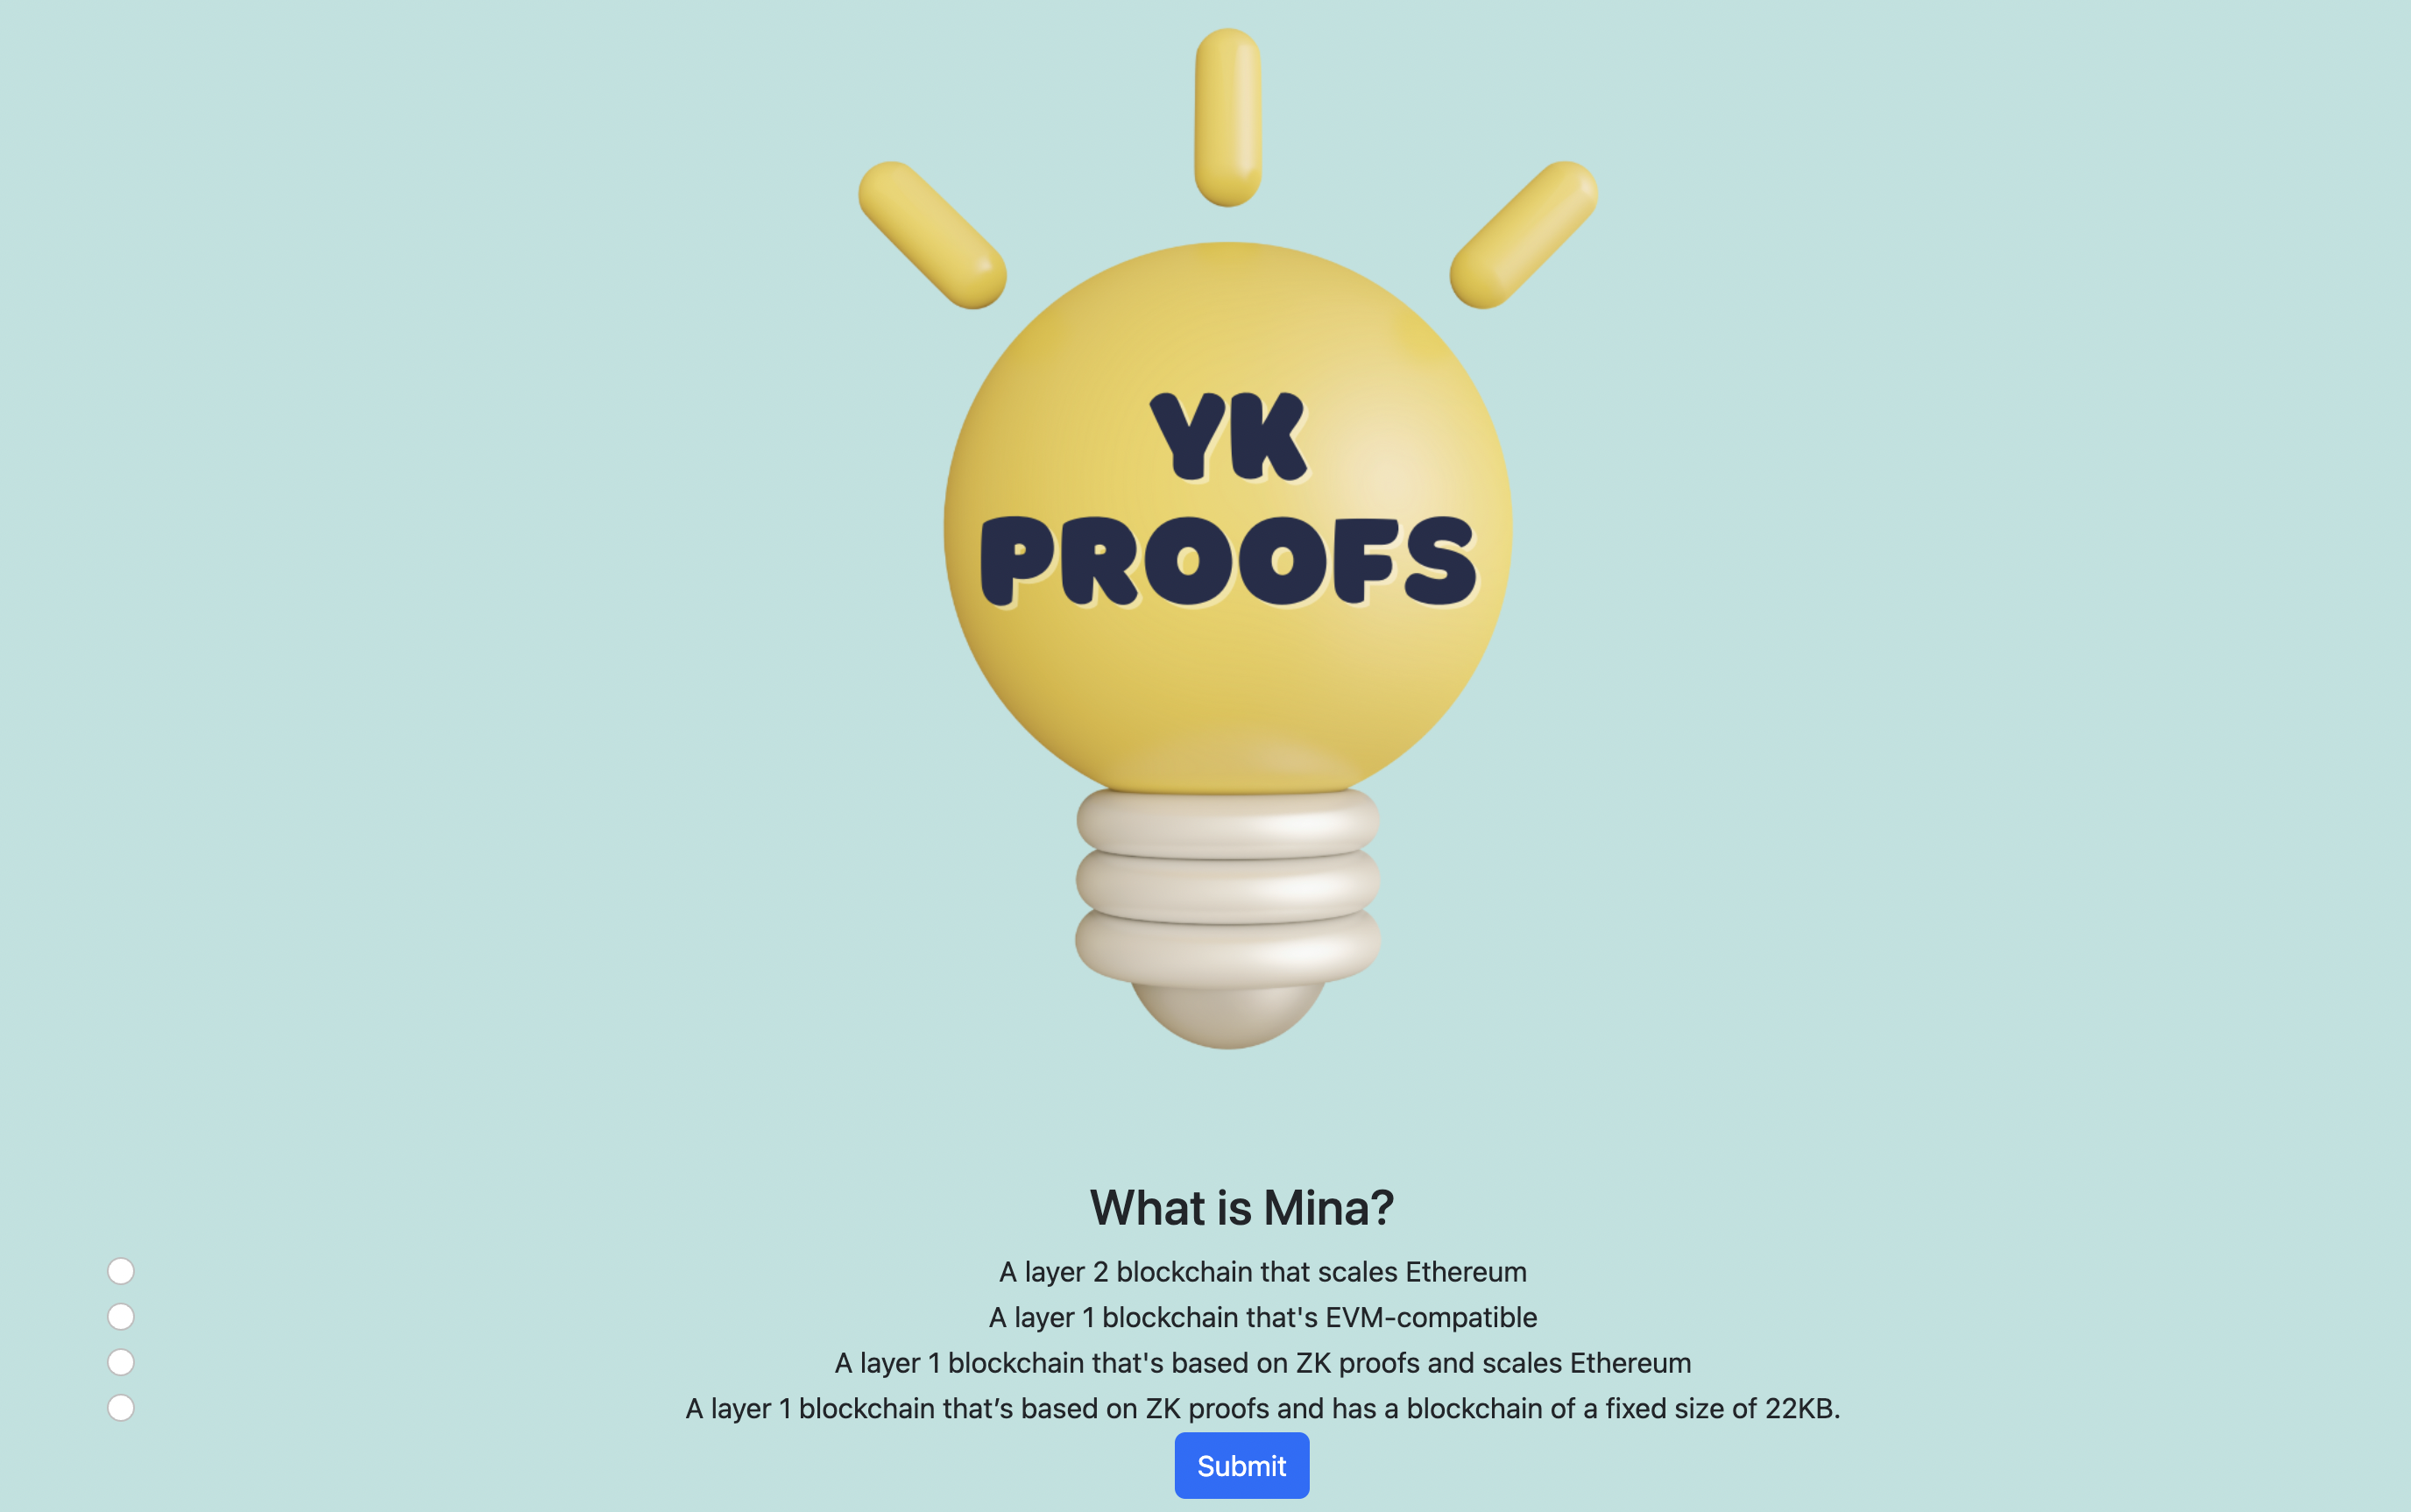 YK
PROOFS
What is Mina?
A layer 2 blockchain that scales Ethereum
A layer 1 blockchain that's EVM-compatible
A layer 1 blockchain that's based on ZK proofs and scales Ethereum
A layer 1 blockchain that’s based on ZK proofs and has a blockchain of a fixed size of 22KB.
Submit